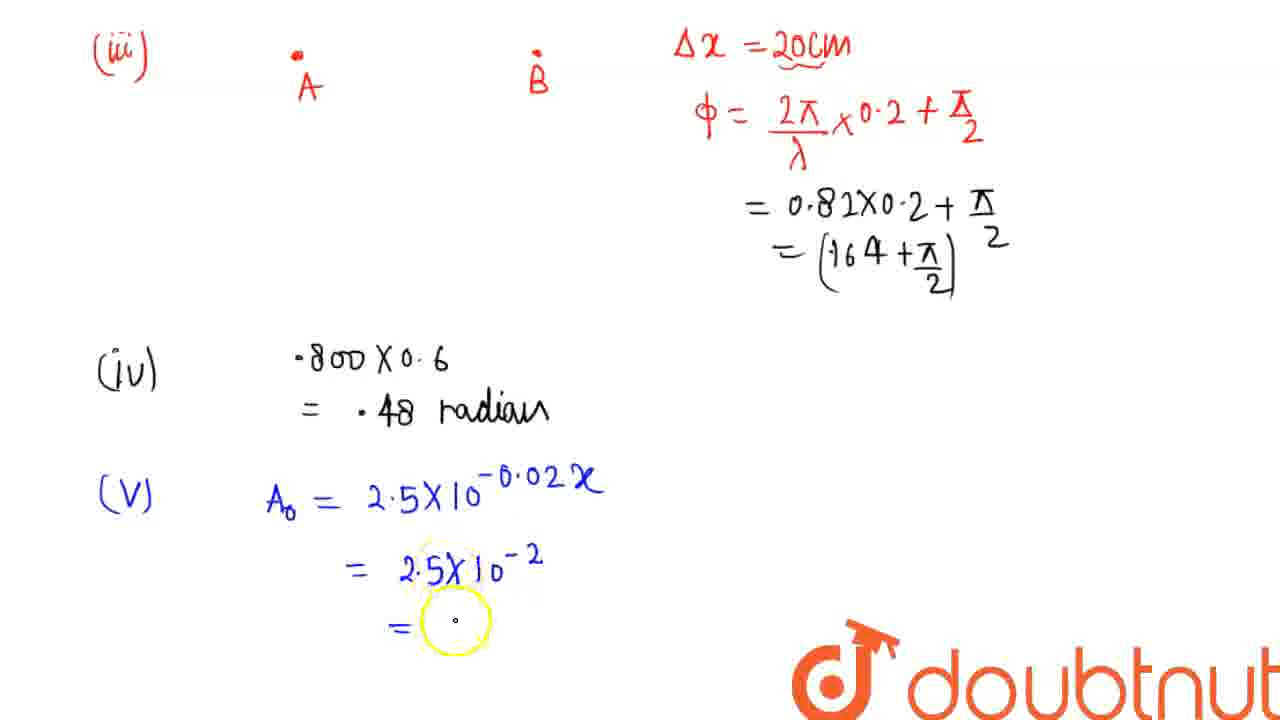 (iii) A B Δx = 20cm
φ = 2π/λ × 0.2 + π/2
= 0.82 × 0.2 + π/2
= (.164 + π/2)
(iv) .800 × 0.6
= .48 radian
(V) A₀ = 2.5 × 10^-0.02x
= 2.5 × 10^-2
=
doubtnut